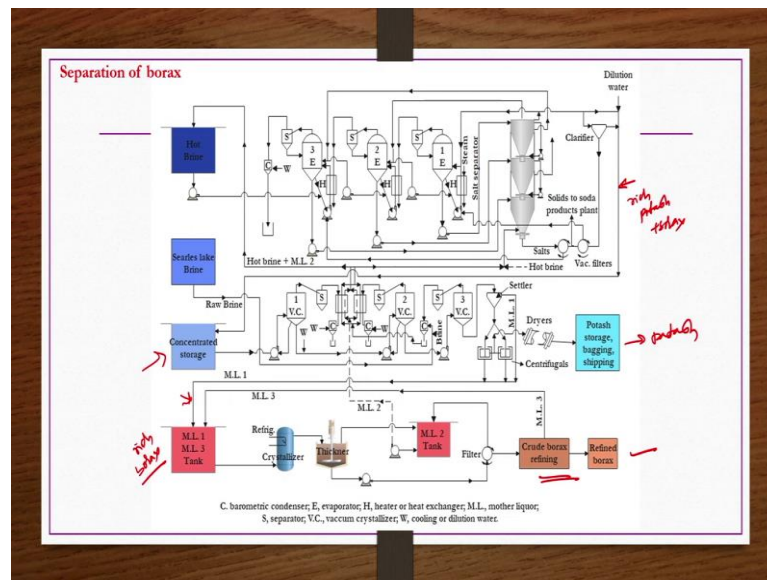 Separation of borax
Dilution
water
Hot
Brine
S
3
E
S
2
E
S
1
E
C
W
H
H
H
Steain
Salt separator
Clarifier
Solids to soda
products plant
rich
potash
+borax
Salts
Vac. filters
Hot brine + M.L. 2
Hot brine
Searles lake
Brine
Raw Brine
Settler
1
V.C.
S
S
2
V.C.
S
3
V.C.
W
C
C
W
C
W
W
Brine
M.L. 1
Dryers
Centrifugals
Potash
storage,
bagging,
shipping
potash
Concentrated
storage
M.L. 1
M.L. 3
M.L. 2
M.L. 3
rich
borax
M.L. 1
M.L. 3
Tank
Refrig.
Crystallizer
Thickner
M.L. 2
Tank
Filter
Crude borax
refining
Refined
borax
C. barometric condenser; E, evaporator; H, heater or heat exchanger; M.L., mother liquor;
S, separator; V.C., vaccum crystallizer; W, cooling or dilution water.